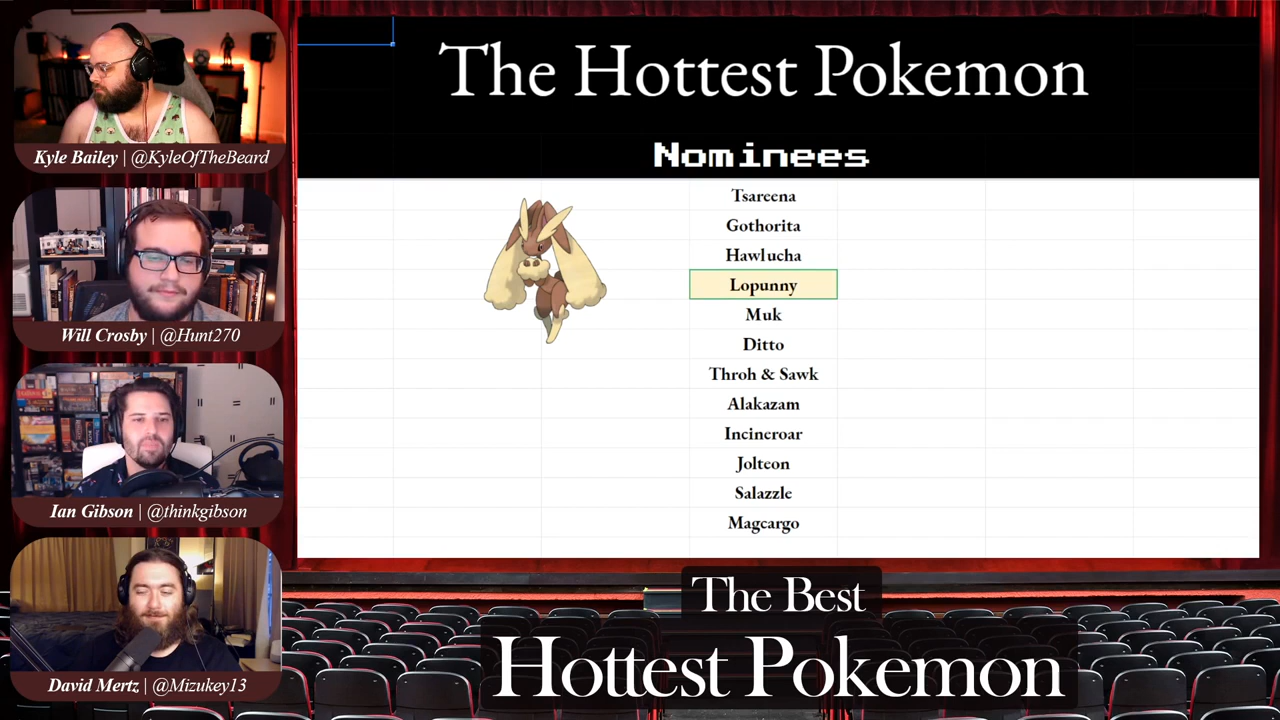 Kyle Bailey | @KyleOfTheBeard
Will Crosby | @Hunt270
Ian Gibson | @thinkgibson
David Mertz | @Mizukey13
The Hottest Pokemon
Nominees
Tsareena
Gothorita
Hawlucha
Lopunny
Muk
Ditto
Throh & Sawk
Alakazam
Incineroar
Jolteon
Salazzle
Magcargo
The Best
Hottest Pokemon